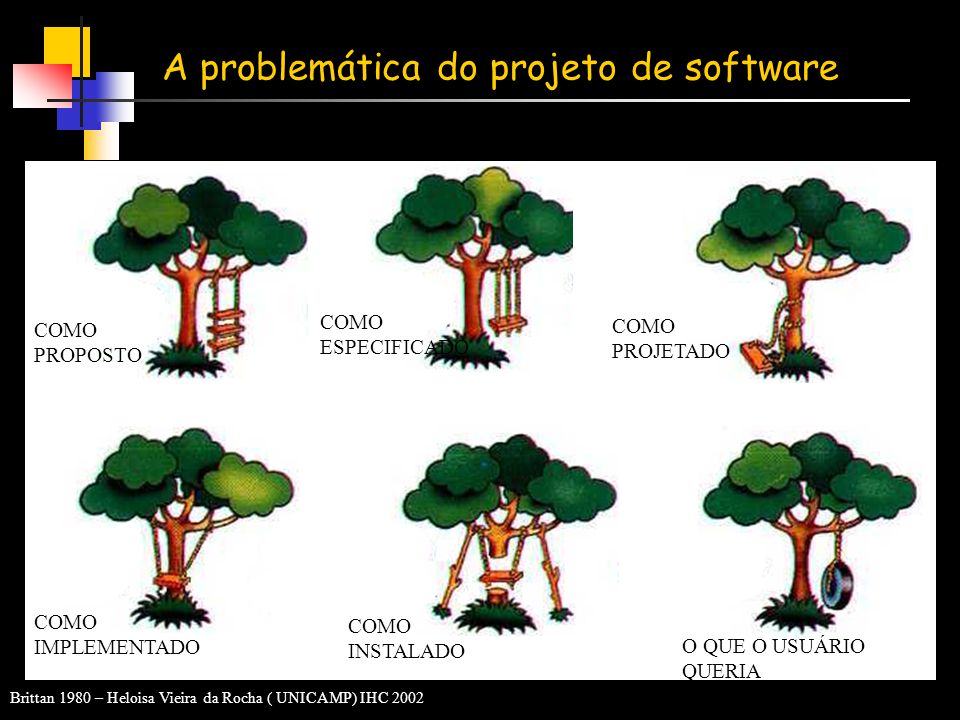 A problemática do projeto de software
COMO
PROPOSTO
COMO
ESPECIFICADO
COMO
PROJETADO
COMO
IMPLEMENTADO
COMO
INSTALADO
O QUE O USUÁRIO
QUERIA
Brittan 1980 – Heloisa Vieira da Rocha ( UNICAMP) IHC 2002